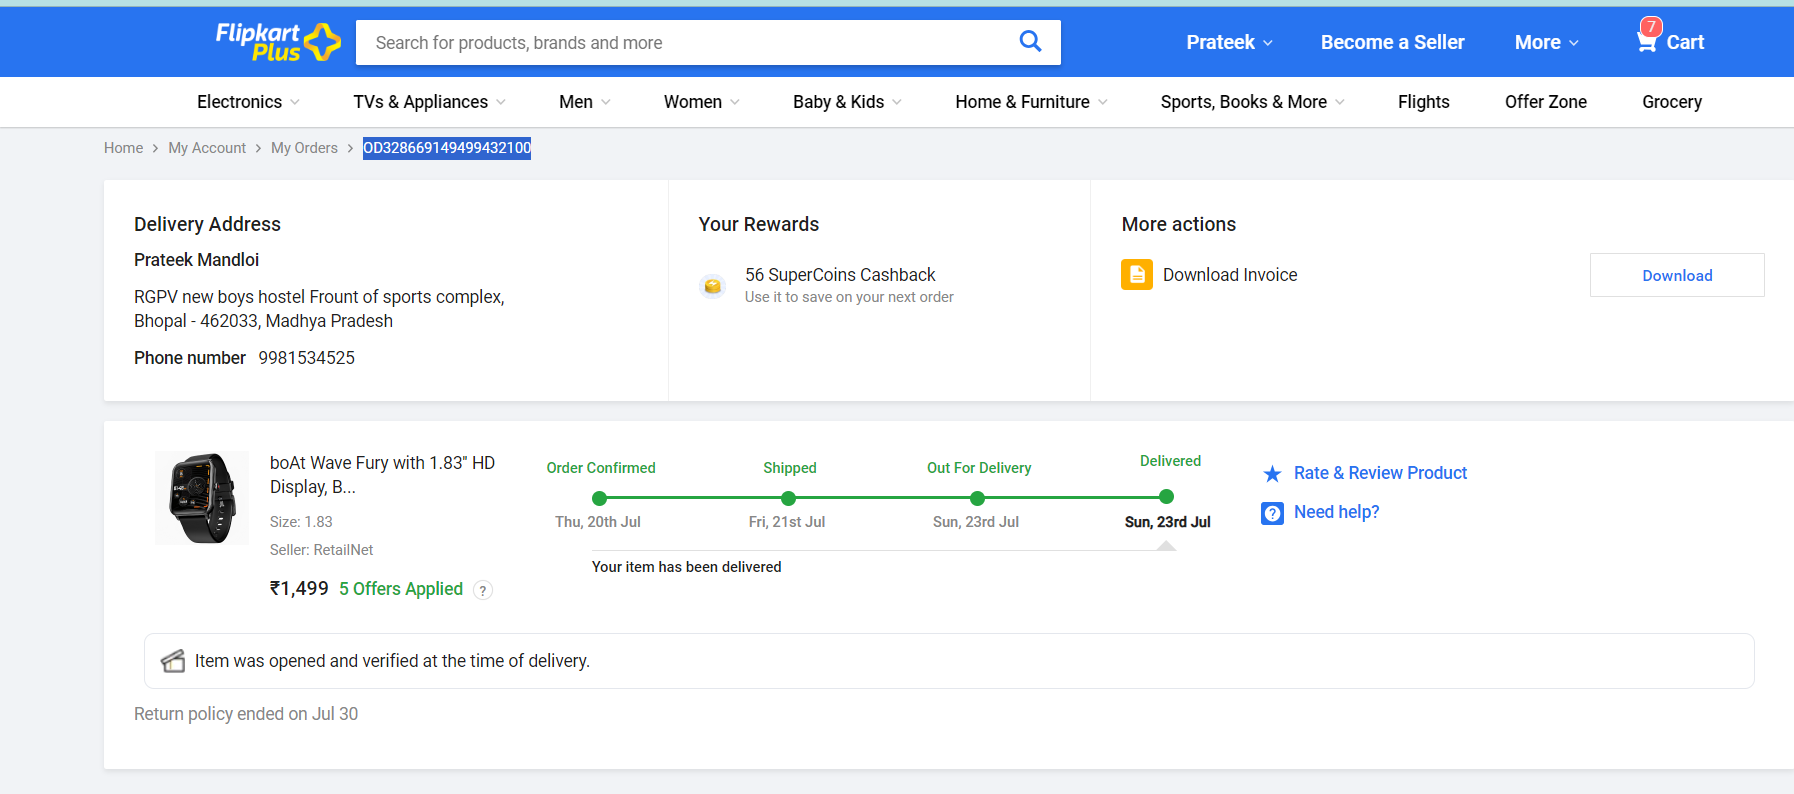 Flipkart
Plus
Search for products, brands and more
Prateek
Become a Seller
More
7
Cart
Electronics
TVs & Appliances
Men
Women
Baby & Kids
Home & Furniture
Sports, Books & More
Flights
Offer Zone
Grocery
Home > My Account > My Orders > OD328669149499432100
Delivery Address
Prateek Mandloi
RGPV new boys hostel Frount of sports complex,
Bhopal - 462033, Madhya Pradesh
Phone number 9981534525
Your Rewards
56 SuperCoins Cashback
Use it to save on your next order
More actions
Download Invoice
Download
boAt Wave Fury with 1.83" HD
Display, B...
Size: 1.83
Seller: RetailNet
₹1,499 5 Offers Applied ?
Order Confirmed
Shipped
Out For Delivery
Delivered
Thu, 20th Jul
Fri, 21st Jul
Sun, 23rd Jul
Sun, 23rd Jul
Your item has been delivered
Rate & Review Product
? Need help?
Item was opened and verified at the time of delivery.
Return policy ended on Jul 30